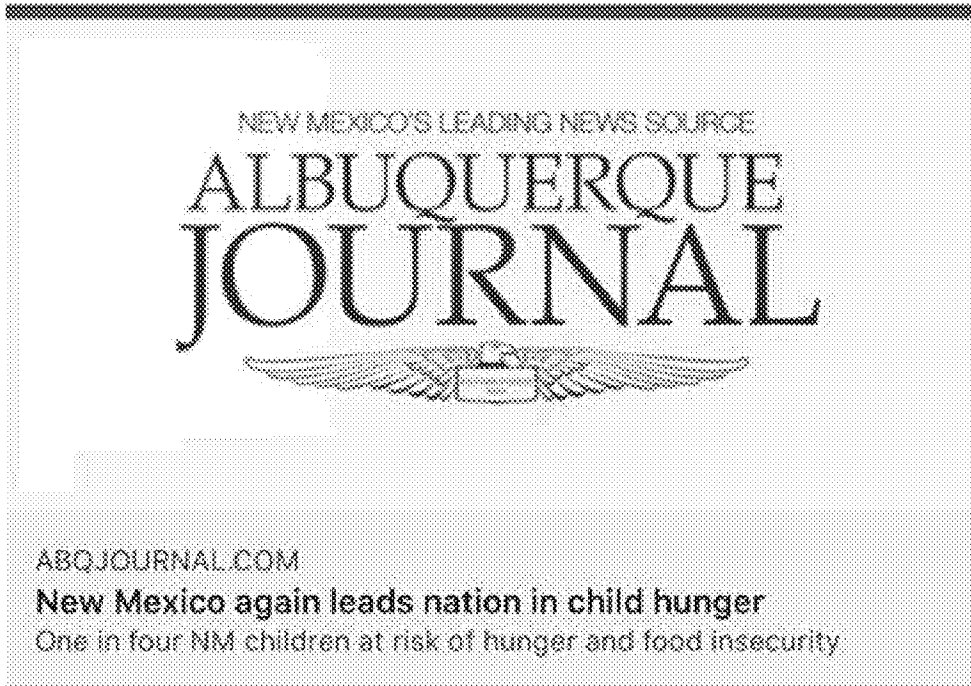 NEW MEXICO'S LEADING NEWS SOURCE
ALBUQUERQUE
JOURNAL
ABQJOURNAL.COM
New Mexico again leads nation in child hunger
One in four NM children at risk of hunger and food insecurity